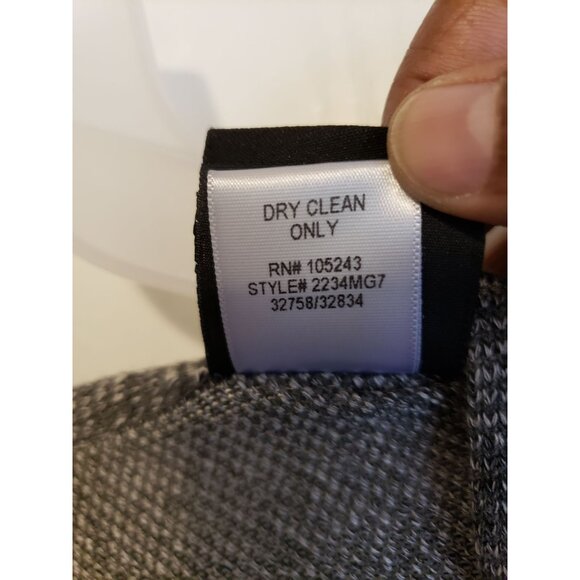 DRY CLEAN
ONLY
RN# 105243
STYLE# 2234MG7
32758/32834